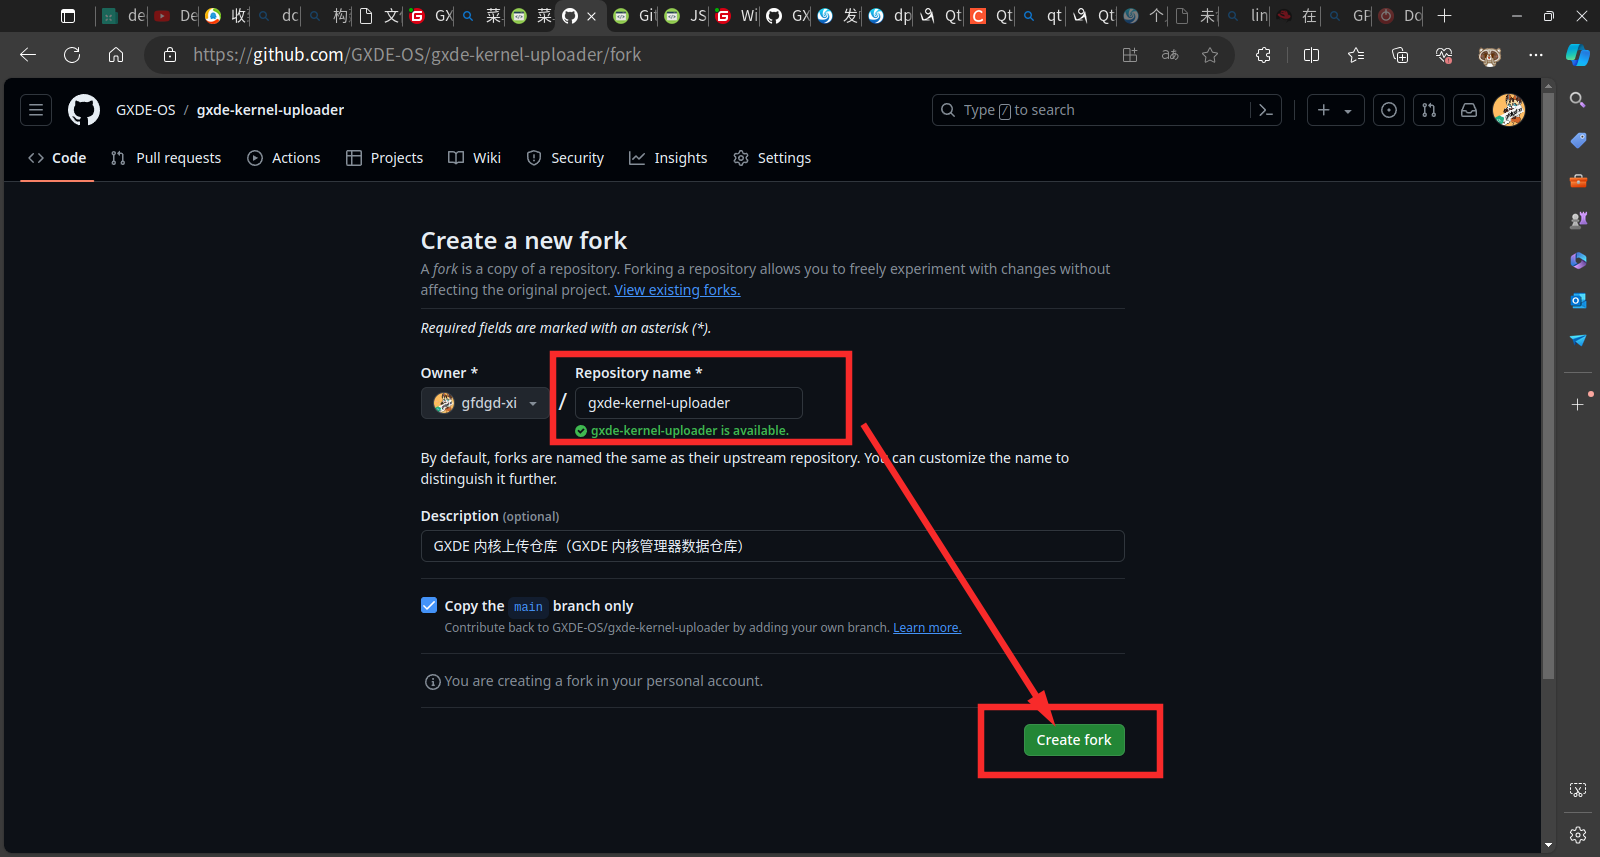 de
De
收
dc
构
文
GX
菜
菜
Git
JS
Wi
GX
发
dp
Qt
Qt
qt
Qt
个
未
lin
在
GF
Do
https://github.com/GXDE-OS/gxde-kernel-uploader/fork
GXDE-OS / gxde-kernel-uploader
Type / to search
Code Pull requests Actions Projects Wiki Security Insights Settings
Create a new fork
A fork is a copy of a repository. Forking a repository allows you to freely experiment with changes without
affecting the original project. View existing forks.
Required fields are marked with an asterisk (*).
Owner * Repository name *
gfdgd-xi / gxde-kernel-uploader
gxde-kernel-uploader is available.
By default, forks are named the same as their upstream repository. You can customize the name to
distinguish it further.
Description (optional)
GXDE 内核上传仓库（GXDE 内核管理器数据仓库）
Copy the main branch only
Contribute back to GXDE-OS/gxde-kernel-uploader by adding your own branch. Learn more.
You are creating a fork in your personal account.
Create fork